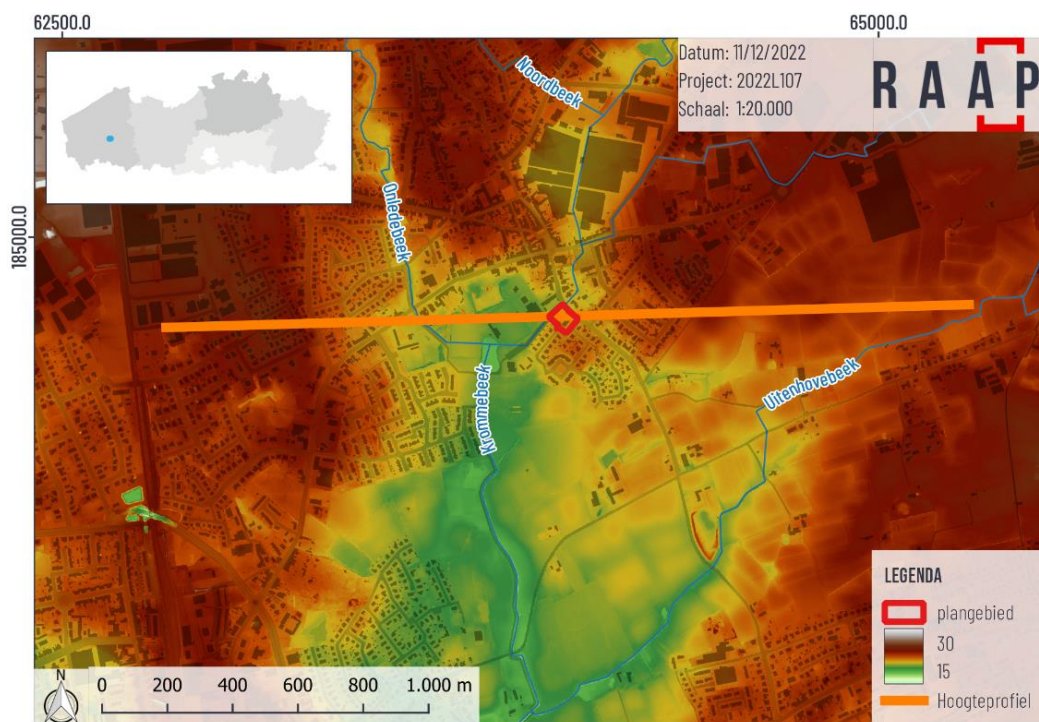 62500.0
65000.0
185000.0
Datum: 11/12/2022
Project: 2022L107
Schaal: 1:20.000
RAAP
Noordbeek
Onledebeek
Krommebeek
Uitenhovebeek
LEGENDA
plangebied
30
15
Hoogteprofiel
N
0 200 400 600 800 1.000 m